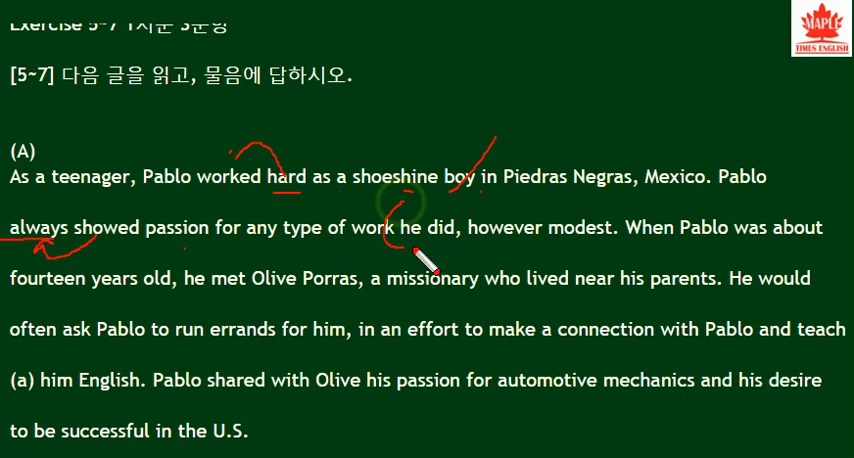 Exercise 5~7 1지문 3문항
MAPLE
TIMES ENGLISH
[5~7] 다음 글을 읽고, 물음에 답하시오.
(A)
As a teenager, Pablo worked hard as a shoeshine boy in Piedras Negras, Mexico. Pablo
always showed passion for any type of work he did, however modest. When Pablo was about
fourteen years old, he met Olive Porras, a missionary who lived near his parents. He would
often ask Pablo to run errands for him, in an effort to make a connection with Pablo and teach
(a) him English. Pablo shared with Olive his passion for automotive mechanics and his desire
to be successful in the U.S.